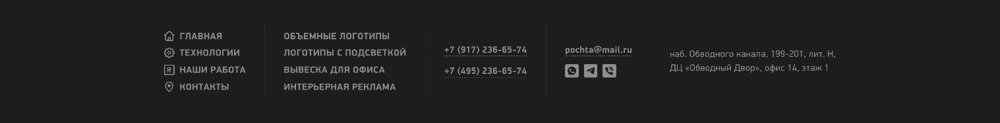 ГЛАВНАЯ
ТЕХНОЛОГИИ
НАШИ РАБОТА
КОНТАКТЫ
ОБЪЕМНЫЕ ЛОГОТИПЫ
ЛОГОТИПЫ С ПОДСВЕТКОЙ
ВЫВЕСКА ДЛЯ ОФИСА
ИНТЕРЬЕРНАЯ РЕКЛАМА
+7 (917) 236-65-74
+7 (495) 236-65-74
pochta@mail.ru
наб. Обводного канала, 199-201, лит. Н,
ДЦ «Обводный Двор», офис 14, этаж 1